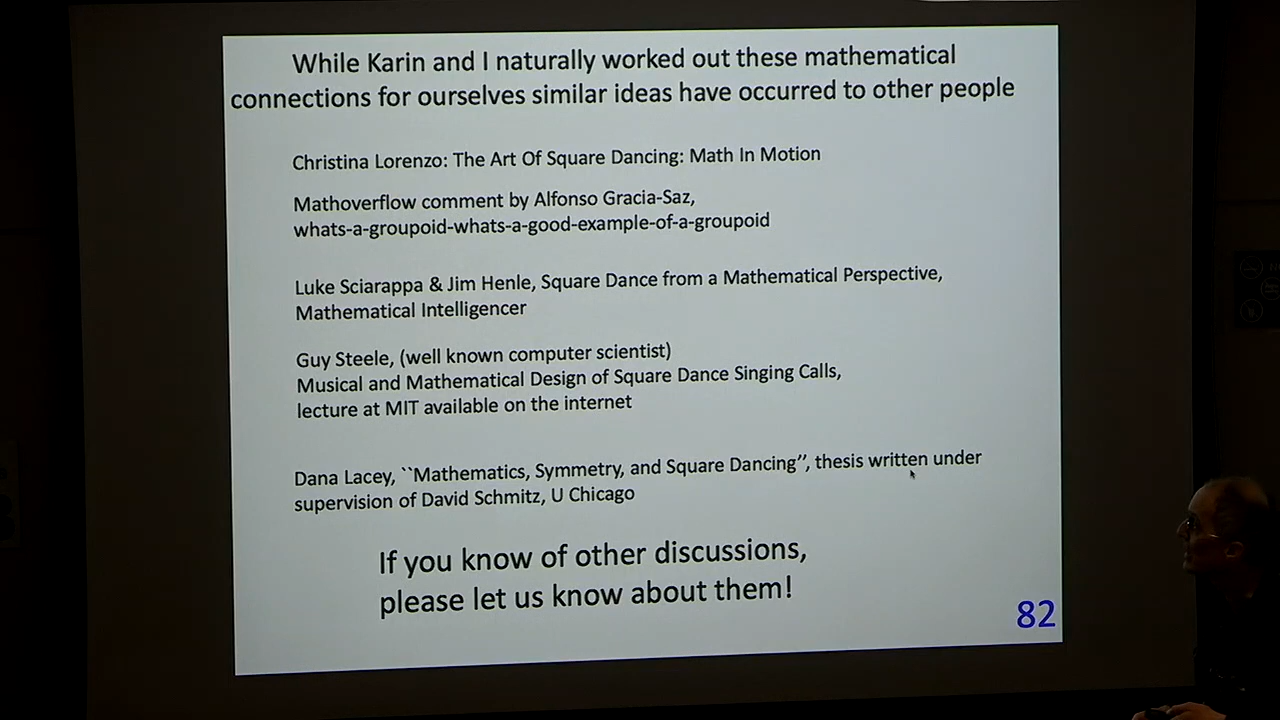 While Karin and I naturally worked out these mathematical
connections for ourselves similar ideas have occurred to other people
Christina Lorenzo: The Art Of Square Dancing: Math In Motion
Mathoverflow comment by Alfonso Gracia-Saz,
whats-a-groupoid-whats-a-good-example-of-a-groupoid
Luke Sciarappa & Jim Henle, Square Dance from a Mathematical Perspective,
Mathematical Intelligencer
Guy Steele, (well known computer scientist)
Musical and Mathematical Design of Square Dance Singing Calls,
lecture at MIT available on the internet
Dana Lacey, ``Mathematics, Symmetry, and Square Dancing’’, thesis written under
supervision of David Schmitz, U Chicago
If you know of other discussions,
please let us know about them!
82